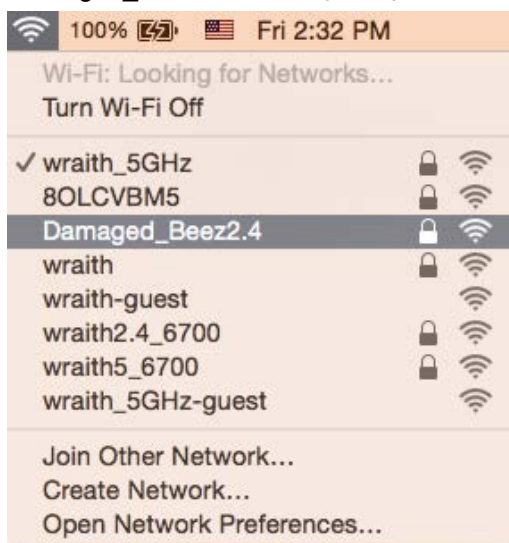 100% Fri 2:32 PM
Wi-Fi: Looking for Networks...
Turn Wi-Fi Off
✓ wraith_5GHz
8OLCVBM5
Damaged_Beez2.4
wraith
wraith-guest
wraith2.4_6700
wraith5_6700
wraith_5GHz-guest
Join Other Network...
Create Network...
Open Network Preferences...